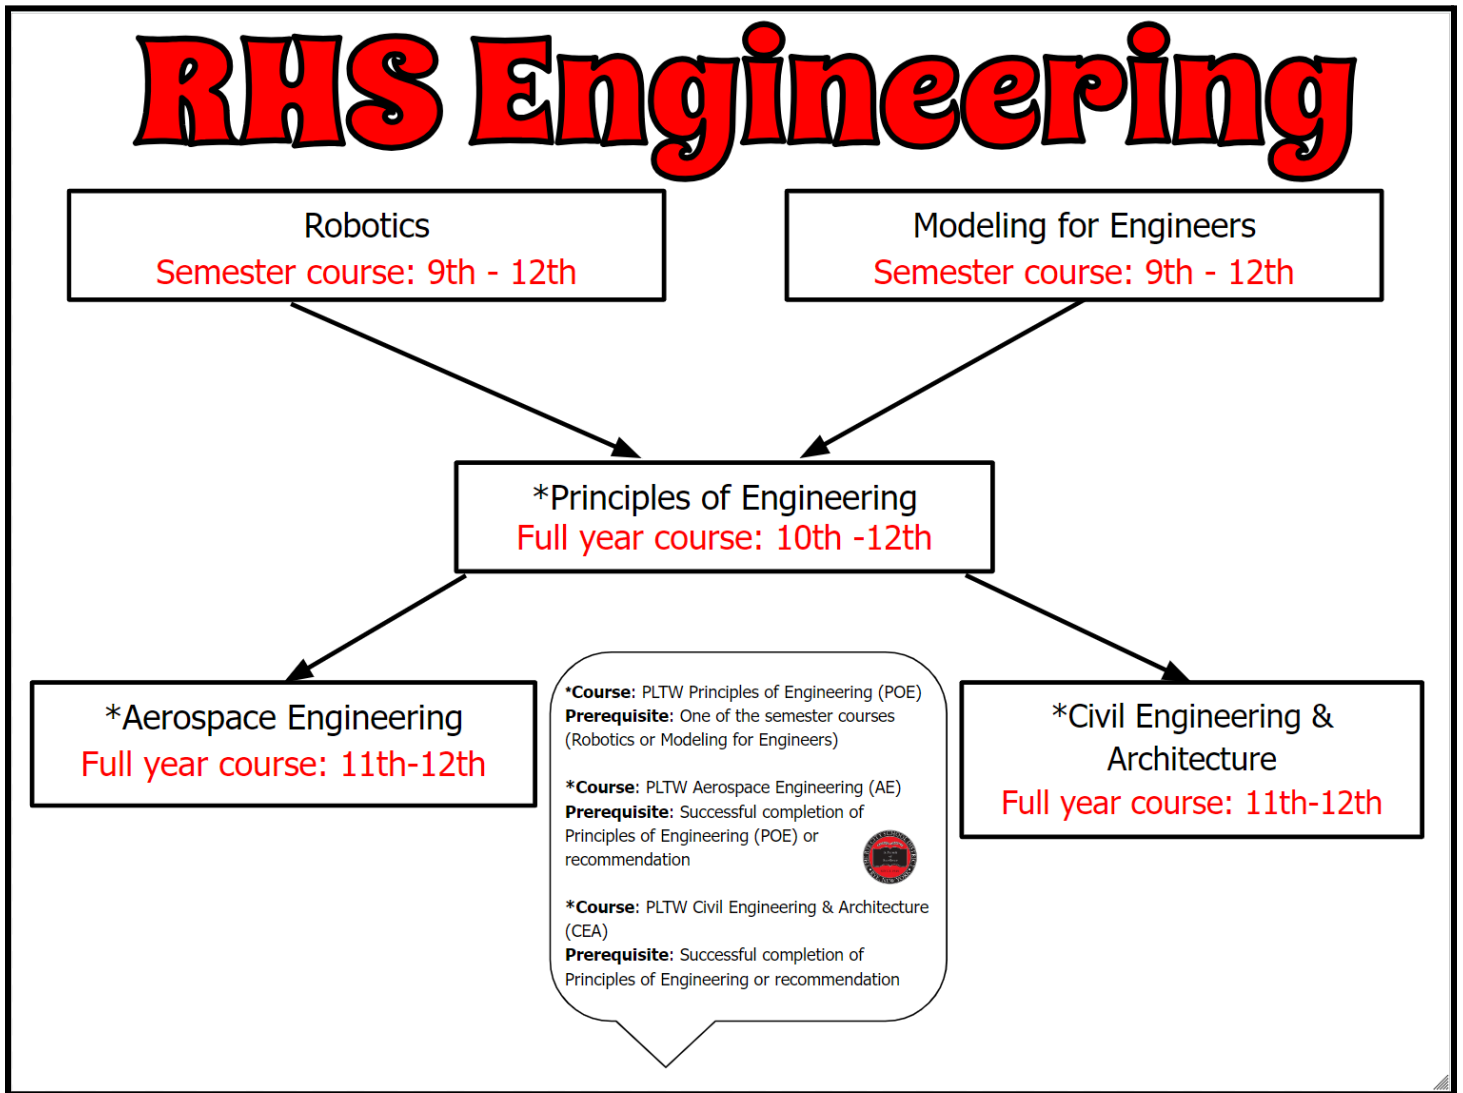 RHS Engineering
Robotics
Semester course: 9th - 12th
Modeling for Engineers
Semester course: 9th - 12th
*Principles of Engineering
Full year course: 10th -12th
*Aerospace Engineering
Full year course: 11th-12th
*Course: PLTW Principles of Engineering (POE)
Prerequisite: One of the semester courses
(Robotics or Modeling for Engineers)
*Course: PLTW Aerospace Engineering (AE)
Prerequisite: Successful completion of
Principles of Engineering (POE) or
recommendation
*Course: PLTW Civil Engineering & Architecture
(CEA)
Prerequisite: Successful completion of
Principles of Engineering or recommendation
*Civil Engineering &
Architecture
Full year course: 11th-12th